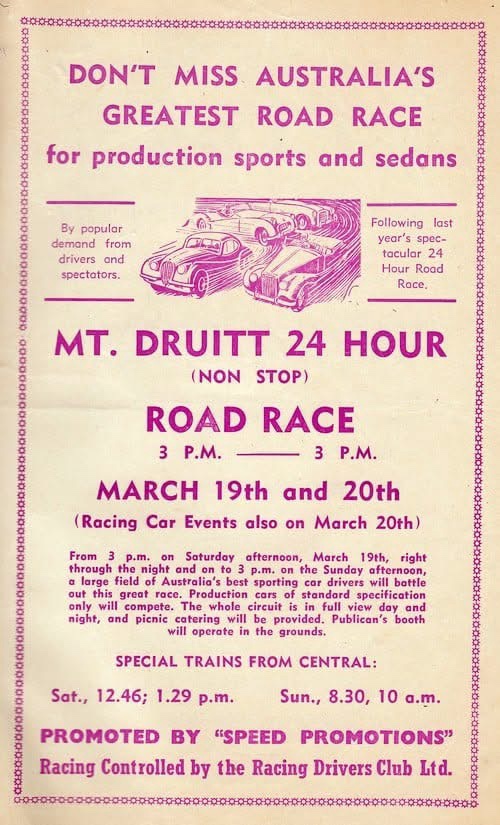 DON'T MISS AUSTRALIA'S
GREATEST ROAD RACE
for production sports and sedans
By popular
demand from
drivers and
spectators.
Following last
year's spec-
tacular 24
Hour Road
Race.
MT. DRUITT 24 HOUR
(NON STOP)
ROAD RACE
3 P.M. —— 3 P.M.
MARCH 19th and 20th
(Racing Car Events also on March 20th)
From 3 p.m. on Saturday afternoon, March 19th, right
through the night and on to 3 p.m. on the Sunday afternoon,
a large field of Australia's best sporting car drivers will battle
out this great race. Production cars of standard specification
only will compete. The whole circuit is in full view day and
night, and picnic catering will be provided. Publican's booth
will operate in the grounds.
SPECIAL TRAINS FROM CENTRAL:
Sat., 12.46; 1.29 p.m. Sun., 8.30, 10 a.m.
PROMOTED BY "SPEED PROMOTIONS"
Racing Controlled by the Racing Drivers Club Ltd.